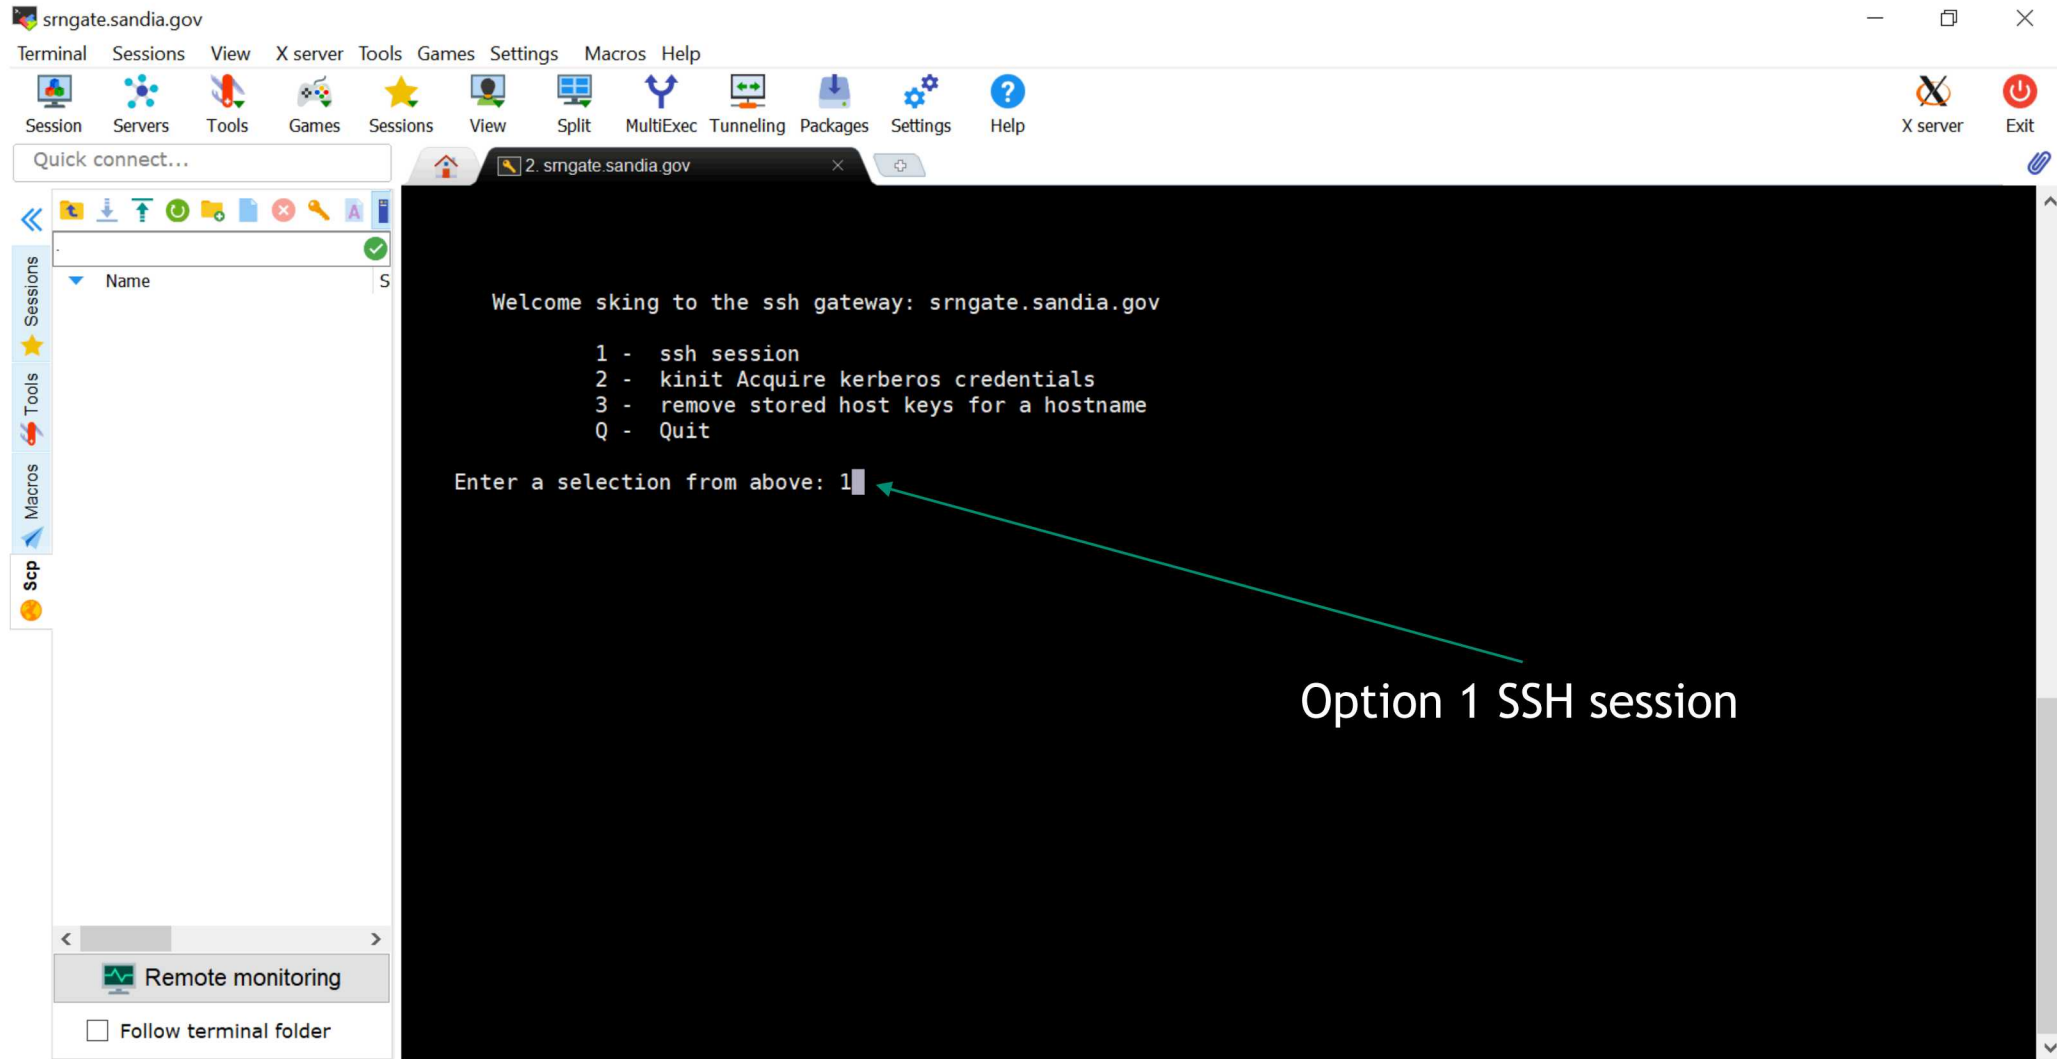 srngate.sandia.gov
Terminal Sessions View X server Tools Games Settings Macros Help
Session Servers Tools Games Sessions View Split MultiExec Tunneling Packages Settings Help X server Exit
Quick connect...
2. srngate.sandia.gov
.
Name S
Sessions
Tools
Macros
Scp
Welcome sking to the ssh gateway: srngate.sandia.gov
1 - ssh session
2 - kinit Acquire kerberos credentials
3 - remove stored host keys for a hostname
Q - Quit
Enter a selection from above: 1
Option 1 SSH session
Remote monitoring
Follow terminal folder